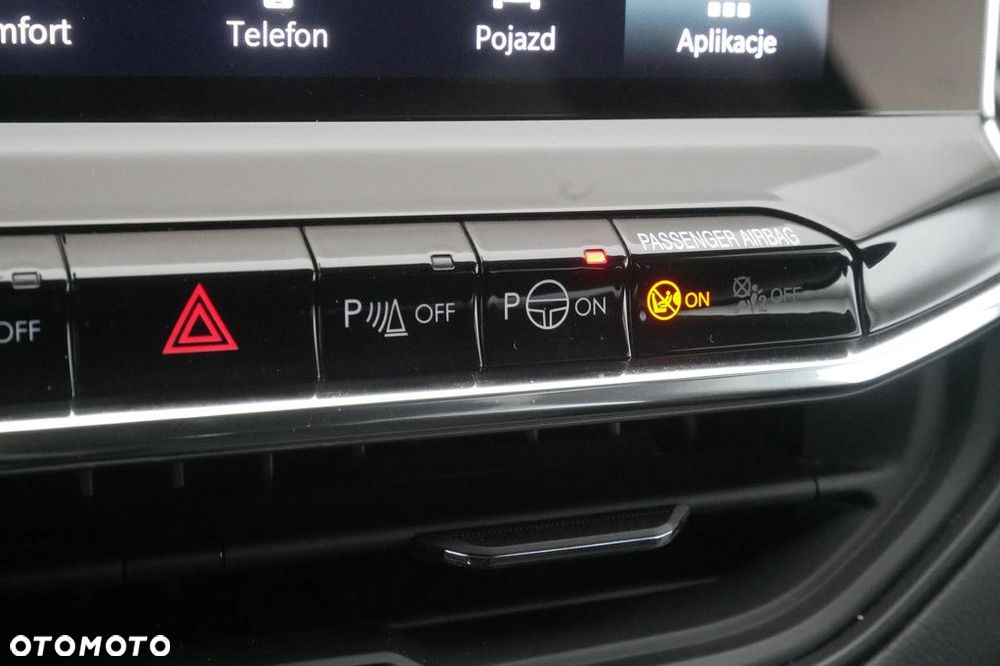 mfort Telefon Pojazd Aplikacje
PASSENGER AIRBAG
OFF P OFF P ON ON OFF
OTOMOTO